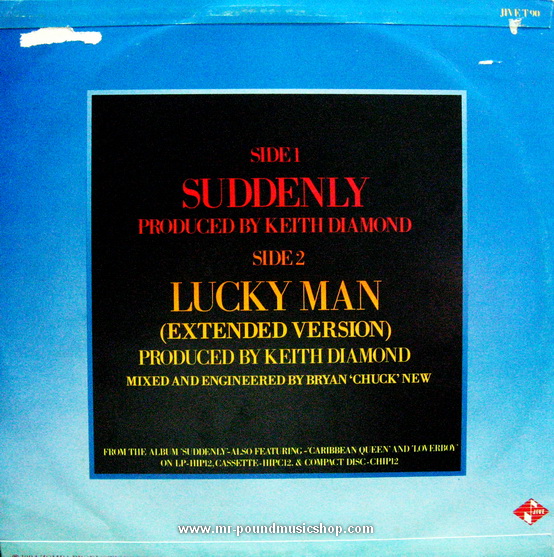 JIVE T 90
SIDE 1
SUDDENLY
PRODUCED BY KEITH DIAMOND
SIDE 2
LUCKY MAN
(EXTENDED VERSION)
PRODUCED BY KEITH DIAMOND
MIXED AND ENGINEERED BY BRYAN 'CHUCK' NEW
FROM THE ALBUM 'SUDDENLY'-ALSO FEATURING-'CARIBBEAN QUEEN' AND 'LOVERBOY'
ON LP-HIP12, CASSETTE-HIPC12, & COMPACT DISC-CHIP12
JIVE
www.mr-poundmusicshop.com